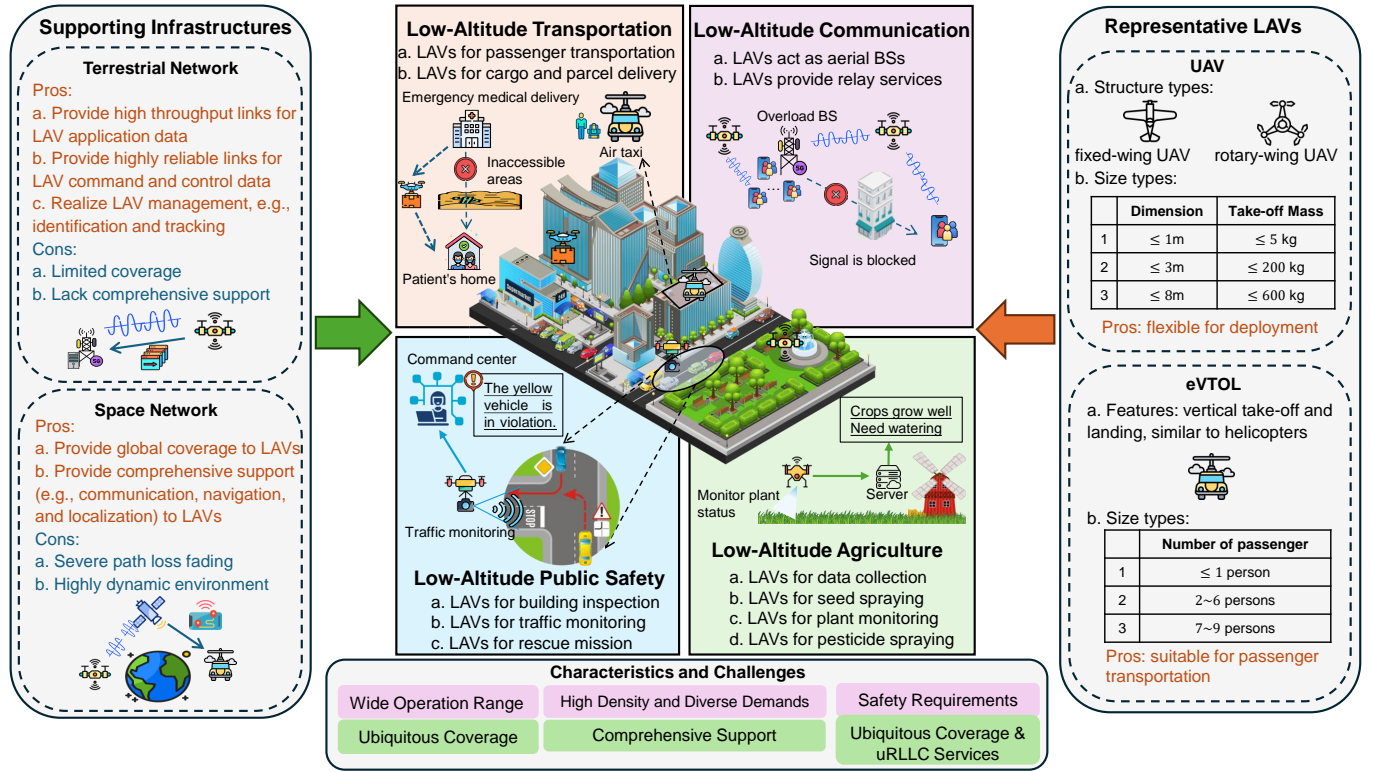 Supporting Infrastructures
Terrestrial Network
Pros:
a. Provide high throughput links for
LAV application data
b. Provide highly reliable links for
LAV command and control data
c. Realize LAV management, e.g.,
identification and tracking
Cons:
a. Limited coverage
b. Lack comprehensive support
5G
Space Network
Pros:
a. Provide global coverage to LAVs
b. Provide comprehensive support
(e.g., communication, navigation,
and localization) to LAVs
Cons:
a. Severe path loss fading
b. Highly dynamic environment
Low-Altitude Transportation
a. LAVs for passenger transportation
b. LAVs for cargo and parcel delivery
Emergency medical delivery
Air taxi
Inaccessible
areas
Patient's home
Low-Altitude Communication
a. LAVs act as aerial BSs
b. LAVs provide relay services
Overload BS
5G
Signal is blocked
Command center
The yellow
vehicle is
in violation.
Traffic monitoring
STOP
Low-Altitude Public Safety
a. LAVs for building inspection
b. LAVs for traffic monitoring
c. LAVs for rescue mission
Crops grow well
Need watering
Monitor plant
status
Server
Low-Altitude Agriculture
a. LAVs for data collection
b. LAVs for seed spraying
c. LAVs for plant monitoring
d. LAVs for pesticide spraying
Characteristics and Challenges
Wide Operation Range
High Density and Diverse Demands
Safety Requirements
Ubiquitous Coverage
Comprehensive Support
Ubiquitous Coverage &
uRLLC Services
Representative LAVs
UAV
a. Structure types:
fixed-wing UAV
rotary-wing UAV
b. Size types:
Dimension Take-off Mass
1 ≤ 1m ≤ 5 kg
2 ≤ 3m ≤ 200 kg
3 ≤ 8m ≤ 600 kg
Pros: flexible for deployment
eVTOL
a. Features: vertical take-off and
landing, similar to helicopters
b. Size types:
Number of passenger
1 ≤ 1 person
2 2~6 persons
3 7~9 persons
Pros: suitable for passenger
transportation